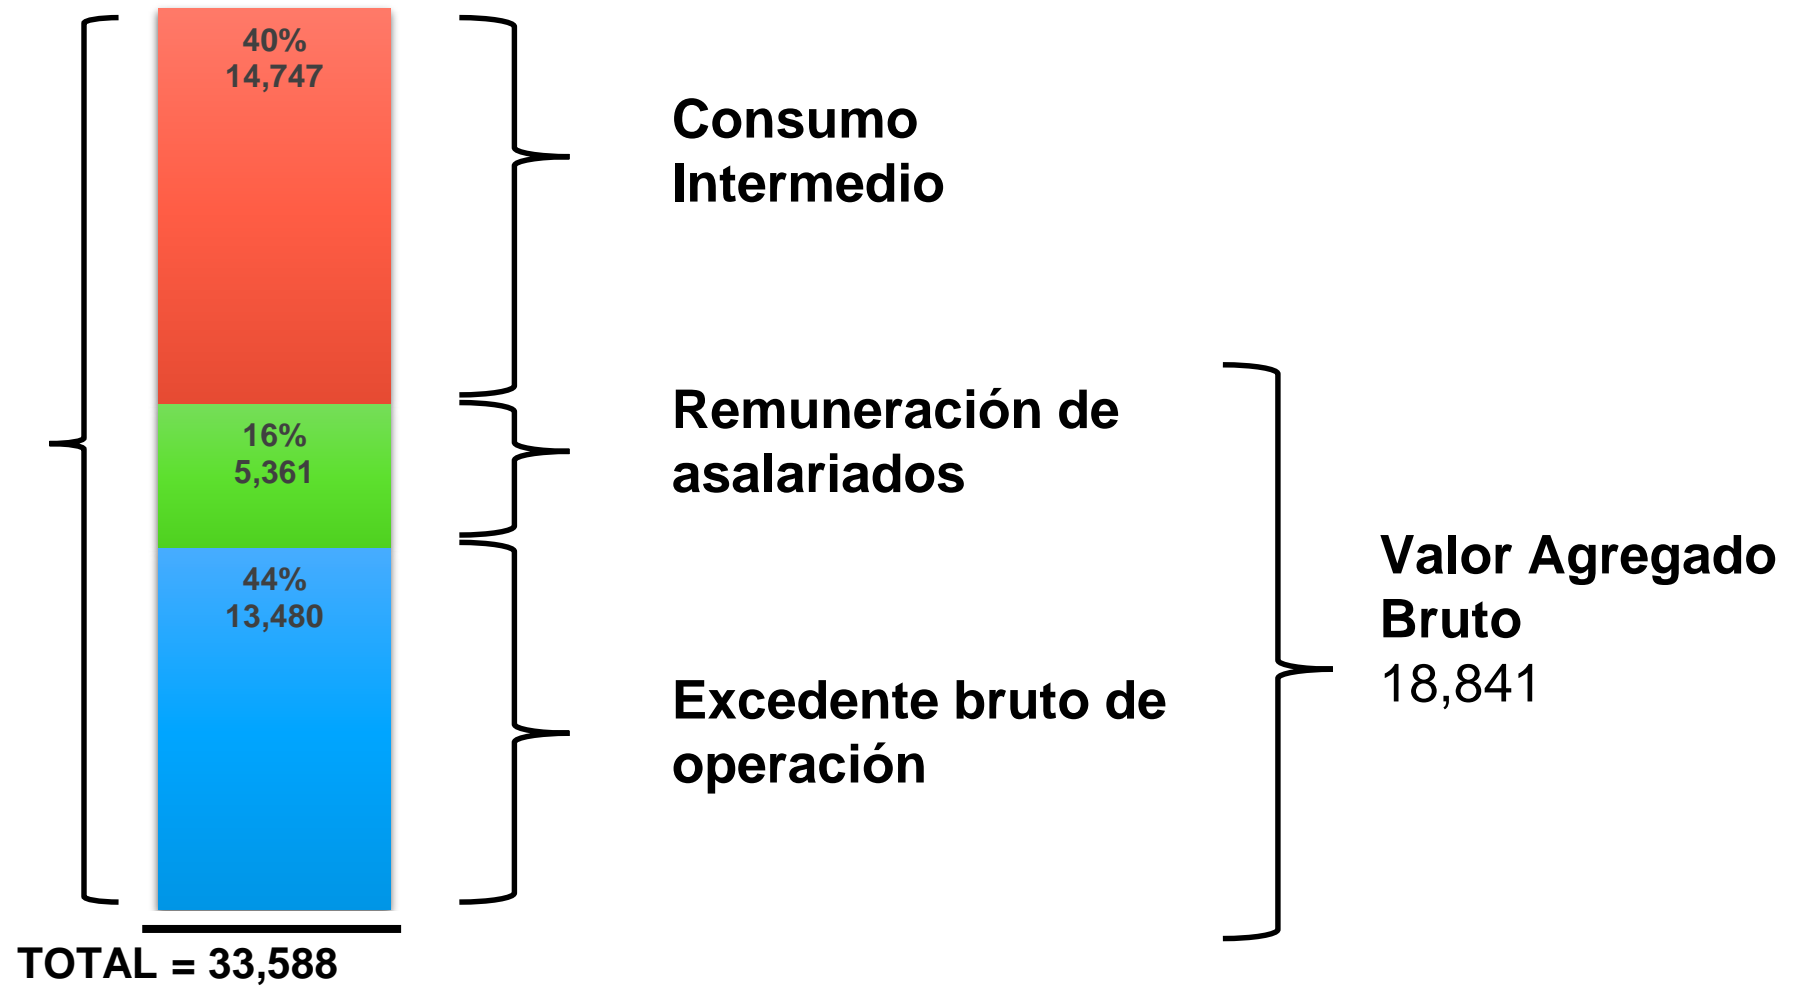 40%
14,747
Consumo
Intermedio
16%
5,361
Remuneración de
asalariados
44%
13,480
Excedente bruto de
operación
Valor Agregado
Bruto
18,841
TOTAL = 33,588